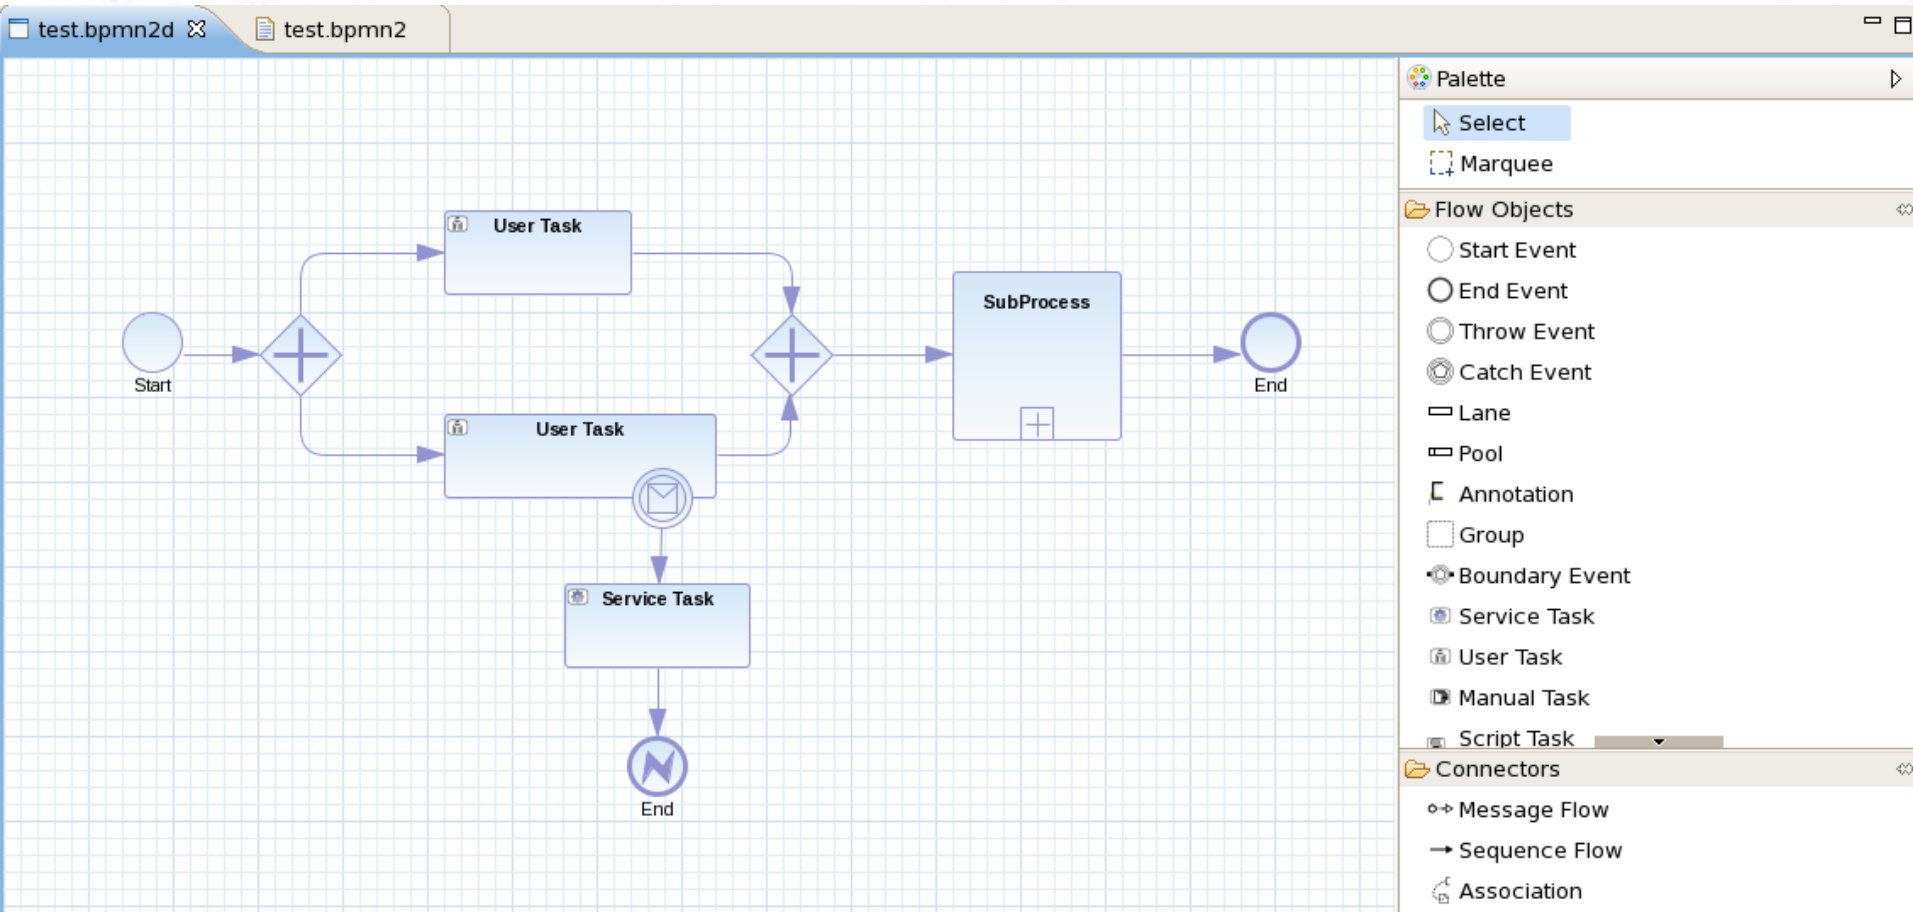 test.bpmn2d
test.bpmn2
Palette
Select
Marquee
Flow Objects
Start Event
End Event
Throw Event
Catch Event
Lane
Pool
Annotation
Group
Boundary Event
Service Task
User Task
Manual Task
Script Task
Connectors
Message Flow
Sequence Flow
Association
User Task
SubProcess
Start
End
User Task
Service Task
End